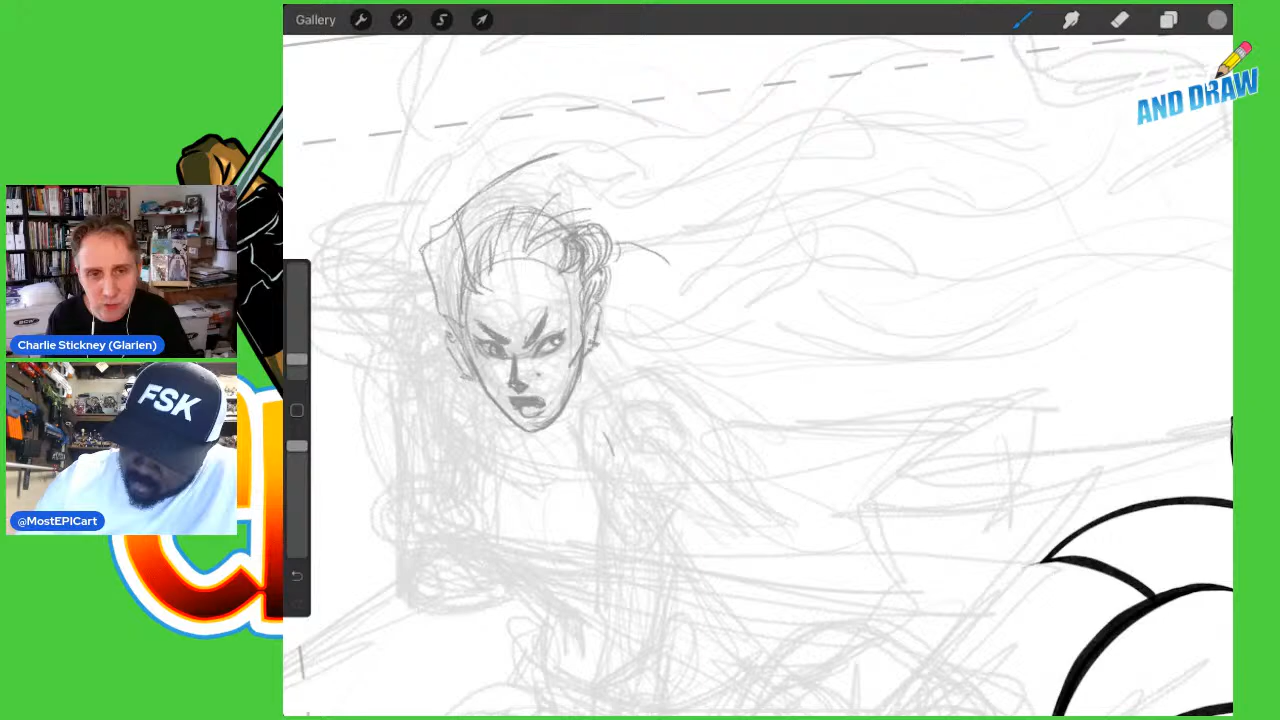 Gallery
AND DRAW
Charlie Stickney (Glarien)
FSK
@MostEPICart